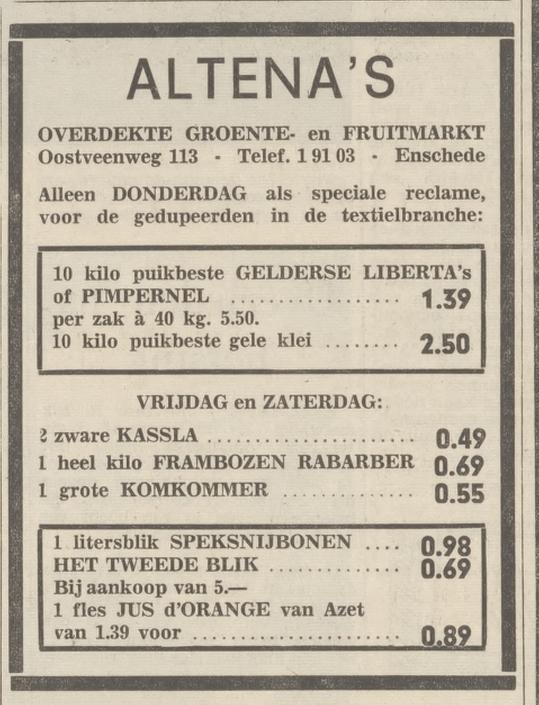 ALTENA'S
OVERDEKTE GROENTE- en FRUITMARKT
Oostveenweg 113 - Telef. 1 91 03 - Enschede
Alleen DONDERDAG als speciale reclame,
voor de gedupeerden in de textielbranche:
10 kilo puikbeste GELDERSE LIBERTA's
of PIMPERNEL .................. 1.39
per zak à 40 kg. 5.50.
10 kilo puikbeste gele klei ........ 2.50
VRIJDAG en ZATERDAG:
2 zware KASSLA ...................... 0.49
1 heel kilo FRAMBOZEN RABARBER 0.69
1 grote KOMKOMMER .............. 0.55
1 litersblik SPEKSNIJBONEN .... 0.98
HET TWEEDE BLIK .............. 0.69
Bij aankoop van 5.—
1 fles JUS d'ORANGE van Azet
van 1.39 voor ...................... 0.89